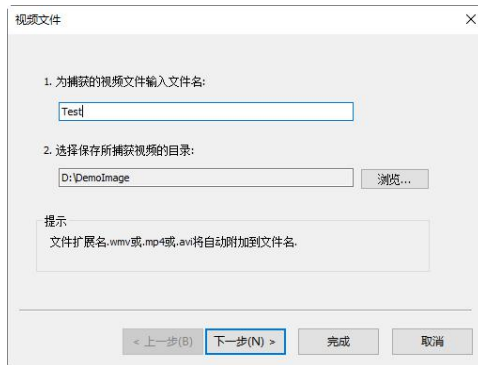 视频文件
1. 为捕获的视频文件输入文件名:
Test
2. 选择保存所捕获视频的目录:
D:\DemoImage
浏览...
提示
文件扩展名.wmv或.mp4或.avi将自动附加到文件名.
< 上一步(B) 下一步(N) > 完成 取消